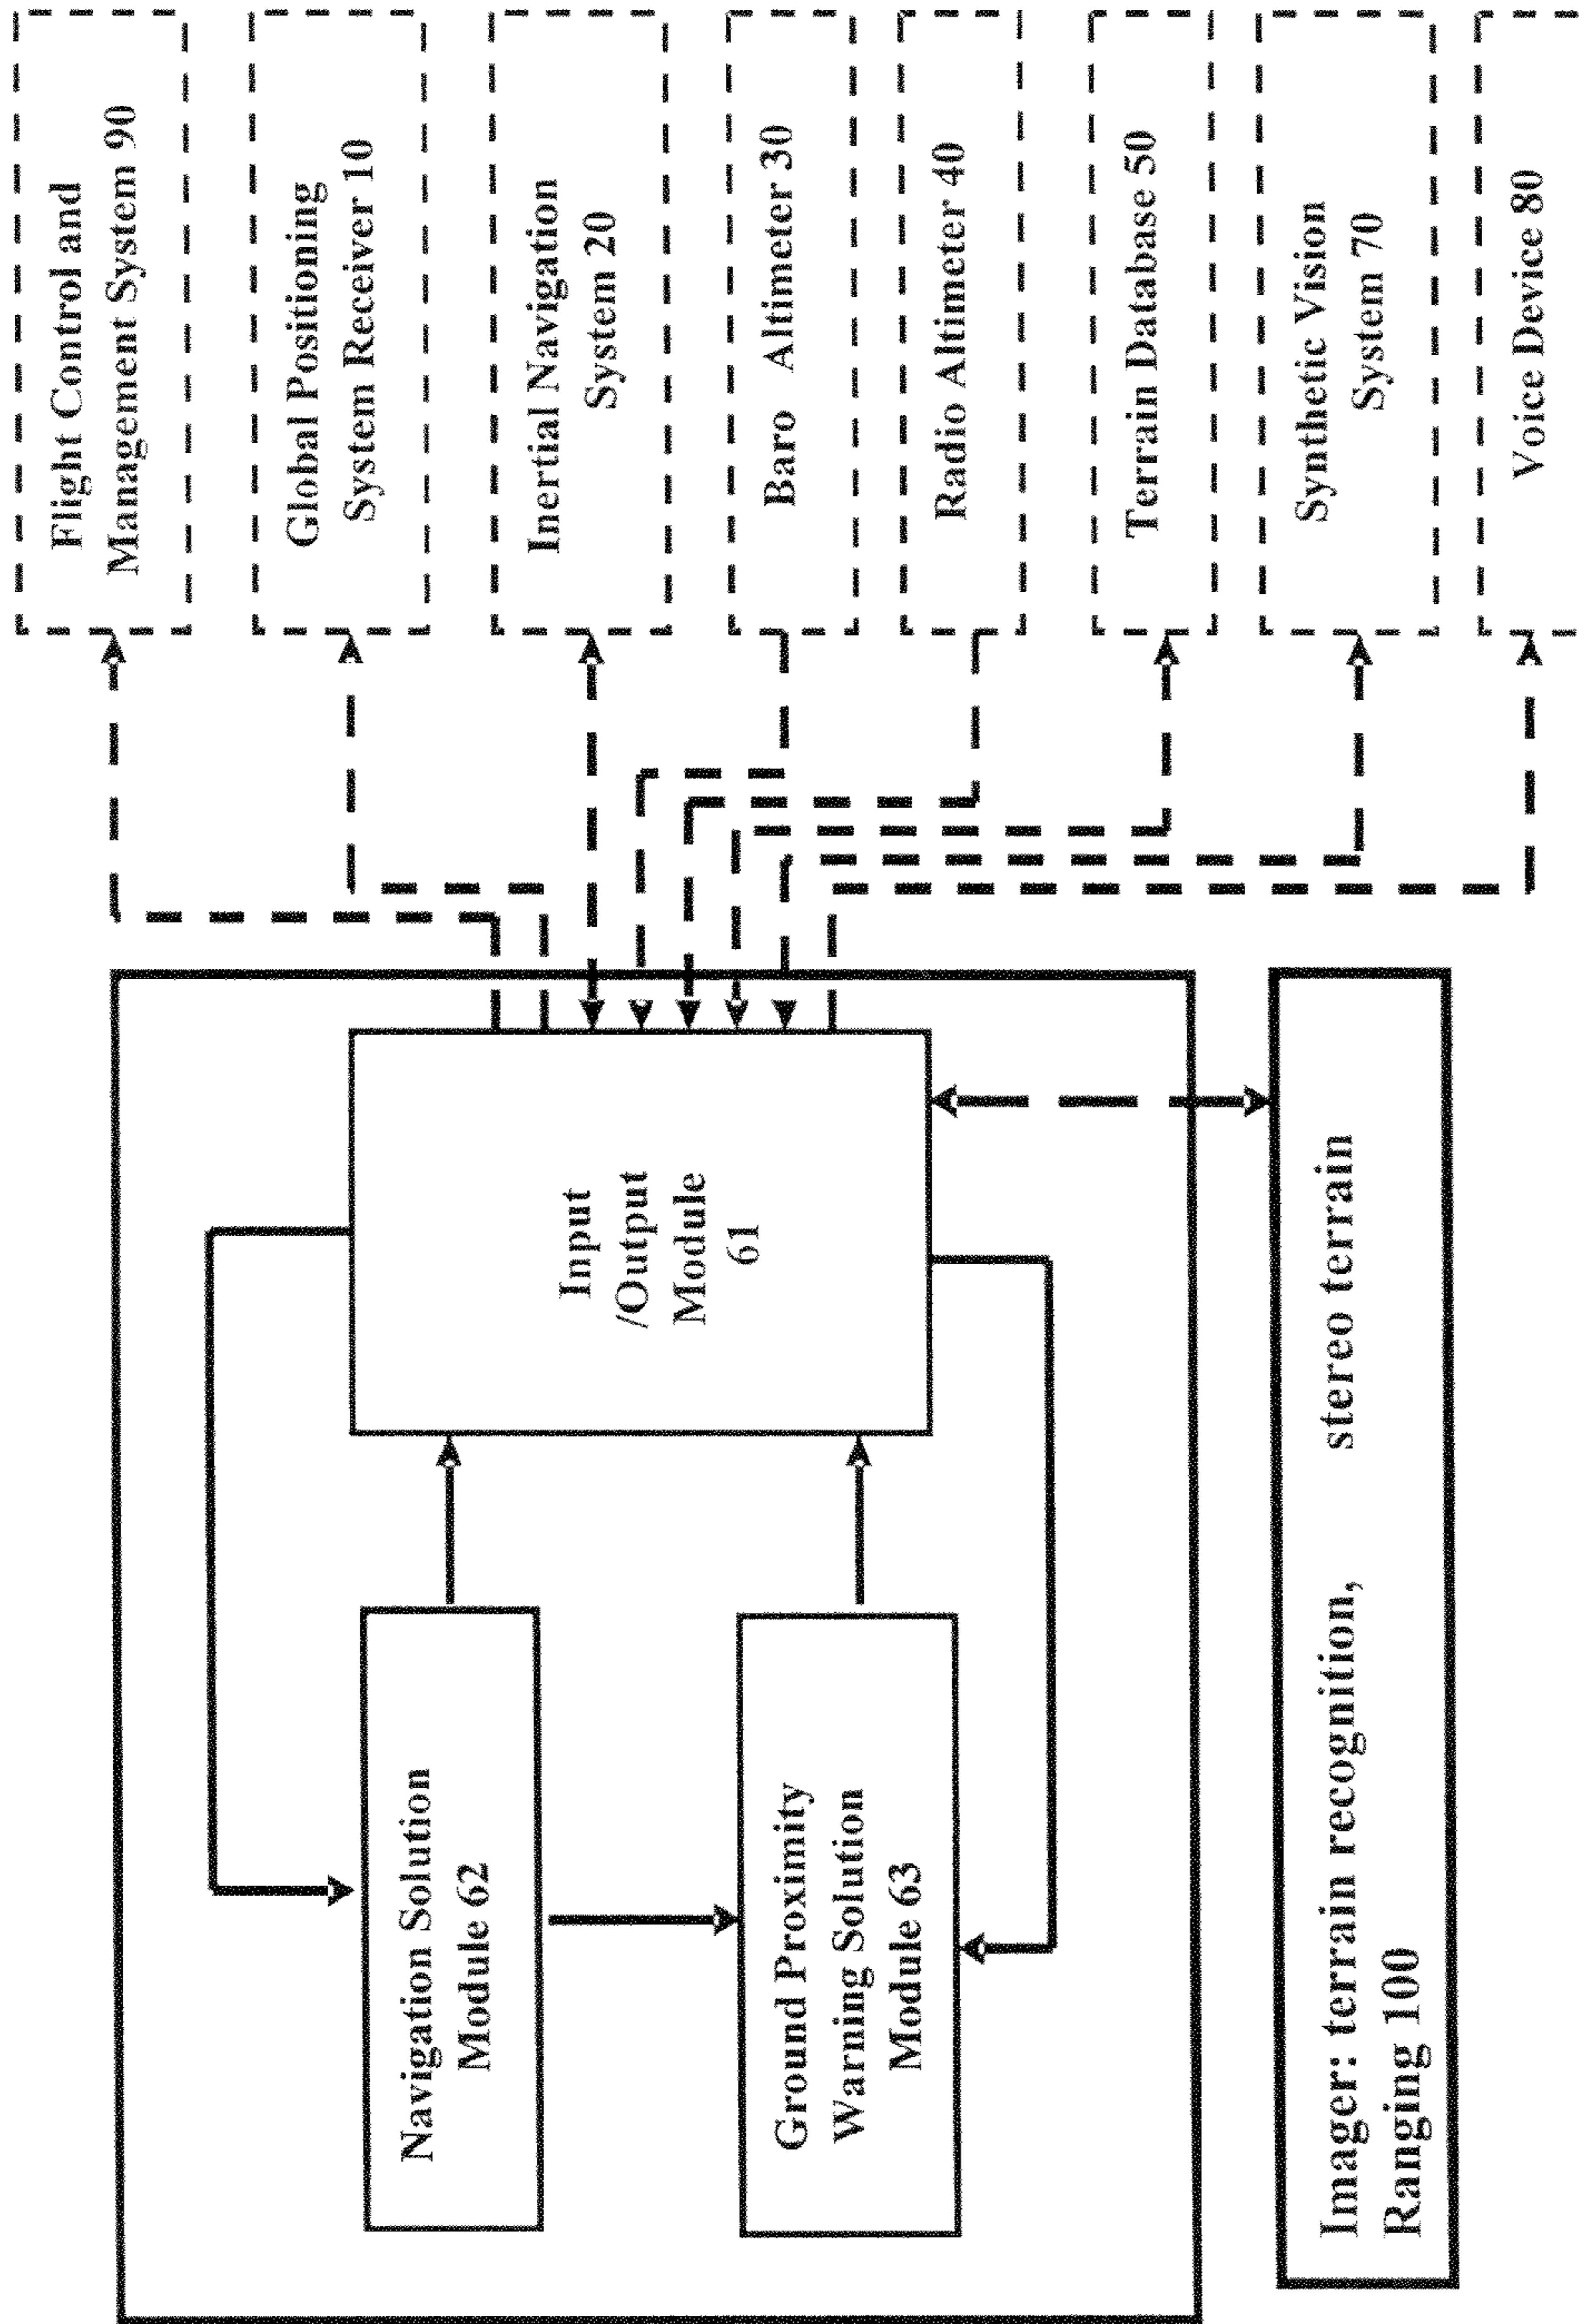 Flight Control and
Management System 90
Global Positioning
System Receiver 10
Inertial Navigation
System 20
Baro Altimeter 30
Radio Altimeter 40
Terrain Database 50
Synthetic Vision
System 70
Voice Device 80
Input
/Output
Module
61
Navigation Solution
Module 62
Ground Proximity
Warning Solution
Module 63
Imager: terrain recognition, stereo terrain
Ranging 100